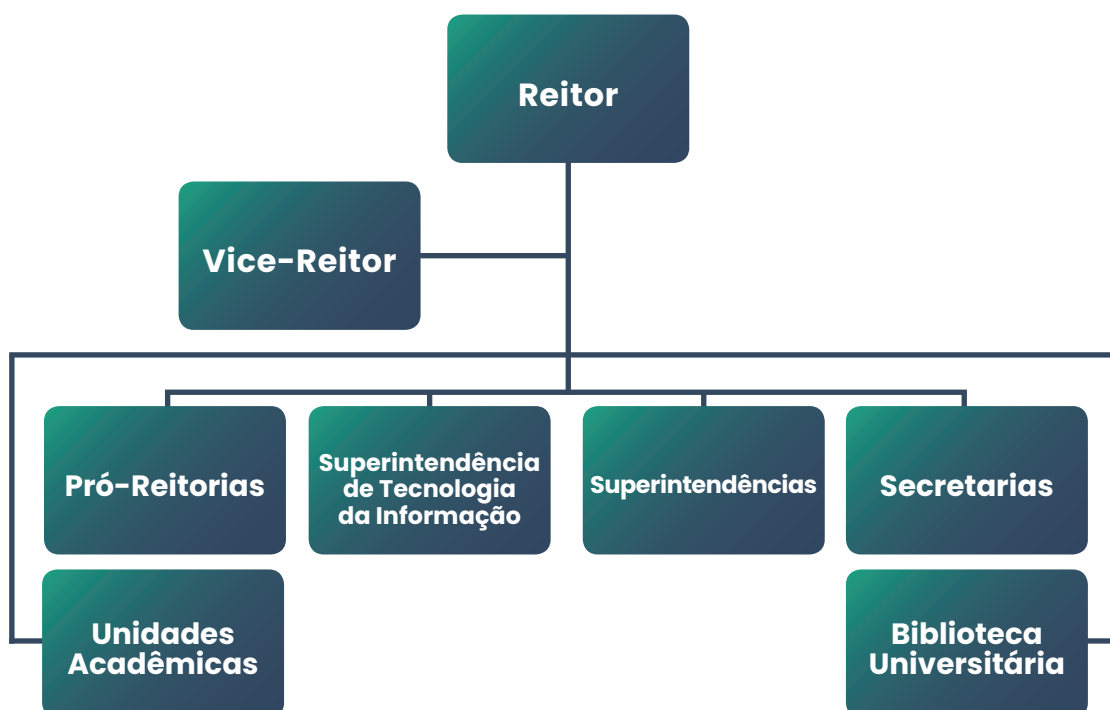 Reitor
Vice-Reitor
Pró-Reitorias
Superintendência
de Tecnologia
da Informação
Superintendências
Secretarias
Unidades
Acadêmicas
Biblioteca
Universitária